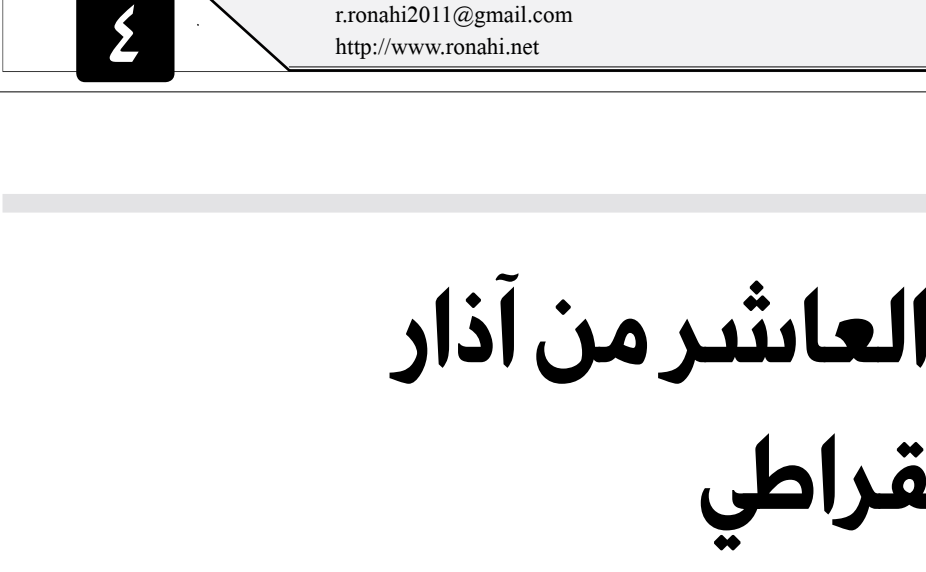 ٤
r.ronahi2011@gmail.com
http://www.ronahi.net
العاشر من آذار
قراطي